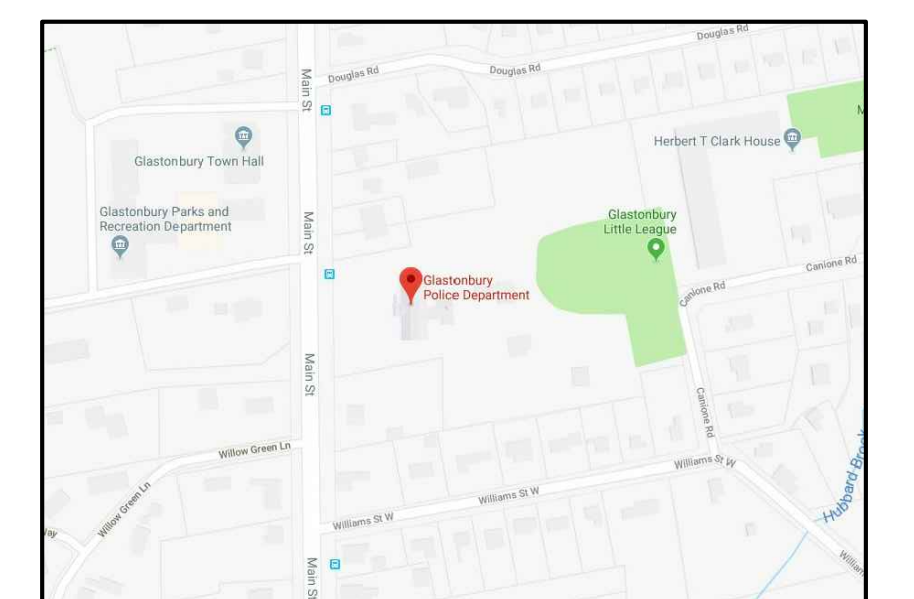 Douglas Rd
Douglas Rd
Douglas Rd
Main St
Glastonbury Town Hall
Herbert T Clark House
M
Glastonbury Parks and
Recreation Department
Main St
Glastonbury
Little League
Glastonbury
Police Department
Canione Rd
Canione Rd
Main St
Canione Rd
Willow Green Ln
Williams St W
Hubbard Brook
Willow Green Ln
Williams St W
Williams St W
Way
William
Main St